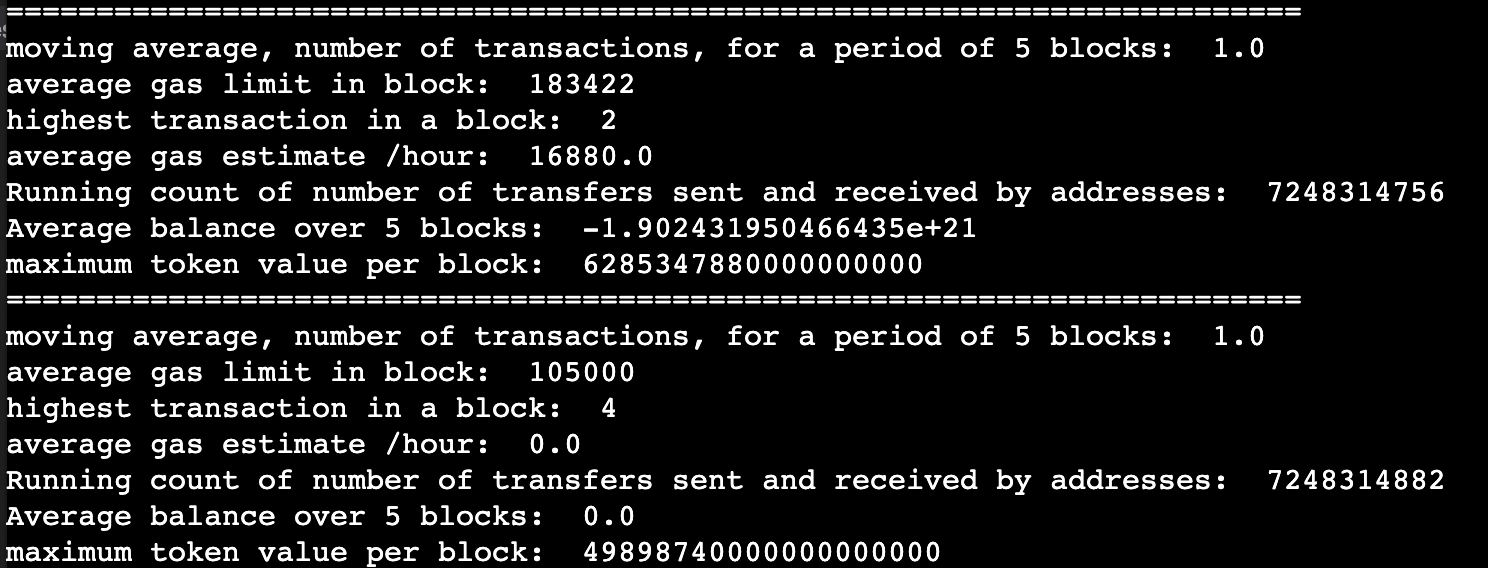 ========================================================================
moving average, number of transactions, for a period of 5 blocks:  1.0
average gas limit in block:  183422
highest transaction in a block:  2
average gas estimate /hour:  16880.0
Running count of number of transfers sent and received by addresses:  7248314756
Average balance over 5 blocks:  -1.902431950466435e+21
maximum token value per block:  6285347880000000000
========================================================================
moving average, number of transactions, for a period of 5 blocks:  1.0
average gas limit in block:  105000
highest transaction in a block:  4
average gas estimate /hour:  0.0
Running count of number of transfers sent and received by addresses:  7248314882
Average balance over 5 blocks:  0.0
maximum token value per block:  49898740000000000000